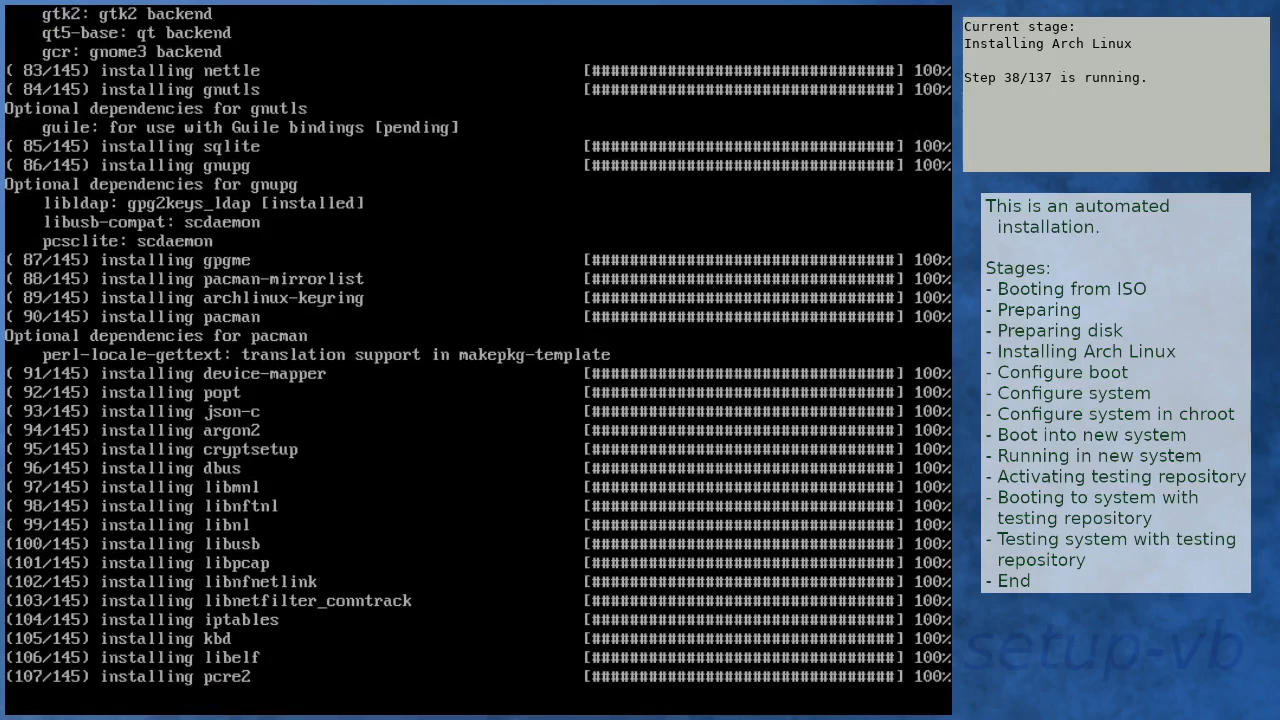 gtk2: gtk2 backend
qt5-base: qt backend
gcr: gnome3 backend
( 83/145) installing nettle [################################] 100%
( 84/145) installing gnutls [################################] 100%
Optional dependencies for gnutls
guile: for use with Guile bindings [pending]
( 85/145) installing sqlite [################################] 100%
( 86/145) installing gnupg [################################] 100%
Optional dependencies for gnupg
libldap: gpg2keys_ldap [installed]
libusb-compat: scdaemon
pcsclite: scdaemon
( 87/145) installing gpgme [################################] 100%
( 88/145) installing pacman-mirrorlist [################################] 100%
( 89/145) installing archlinux-keyring [################################] 100%
( 90/145) installing pacman [################################] 100%
Optional dependencies for pacman
perl-locale-gettext: translation support in makepkg-template
( 91/145) installing device-mapper [################################] 100%
( 92/145) installing popt [################################] 100%
( 93/145) installing json-c [################################] 100%
( 94/145) installing argon2 [################################] 100%
( 95/145) installing cryptsetup [################################] 100%
( 96/145) installing dbus [################################] 100%
( 97/145) installing libmnl [################################] 100%
( 98/145) installing libnftnl [################################] 100%
( 99/145) installing libnl [################################] 100%
(100/145) installing libusb [################################] 100%
(101/145) installing libpcap [################################] 100%
(102/145) installing libnfnetlink [################################] 100%
(103/145) installing libnetfilter_conntrack [################################] 100%
(104/145) installing iptables [################################] 100%
(105/145) installing kbd [################################] 100%
(106/145) installing libelf [################################] 100%
(107/145) installing pcre2 [################################] 100%
Current stage:
Installing Arch Linux
Step 38/137 is running.
This is an automated
installation.
Stages:
- Booting from ISO
- Preparing
- Preparing disk
- Installing Arch Linux
- Configure boot
- Configure system
- Configure system in chroot
- Boot into new system
- Running in new system
- Activating testing repository
- Booting to system with
testing repository
- Testing system with testing
repository
- End
setup-vb